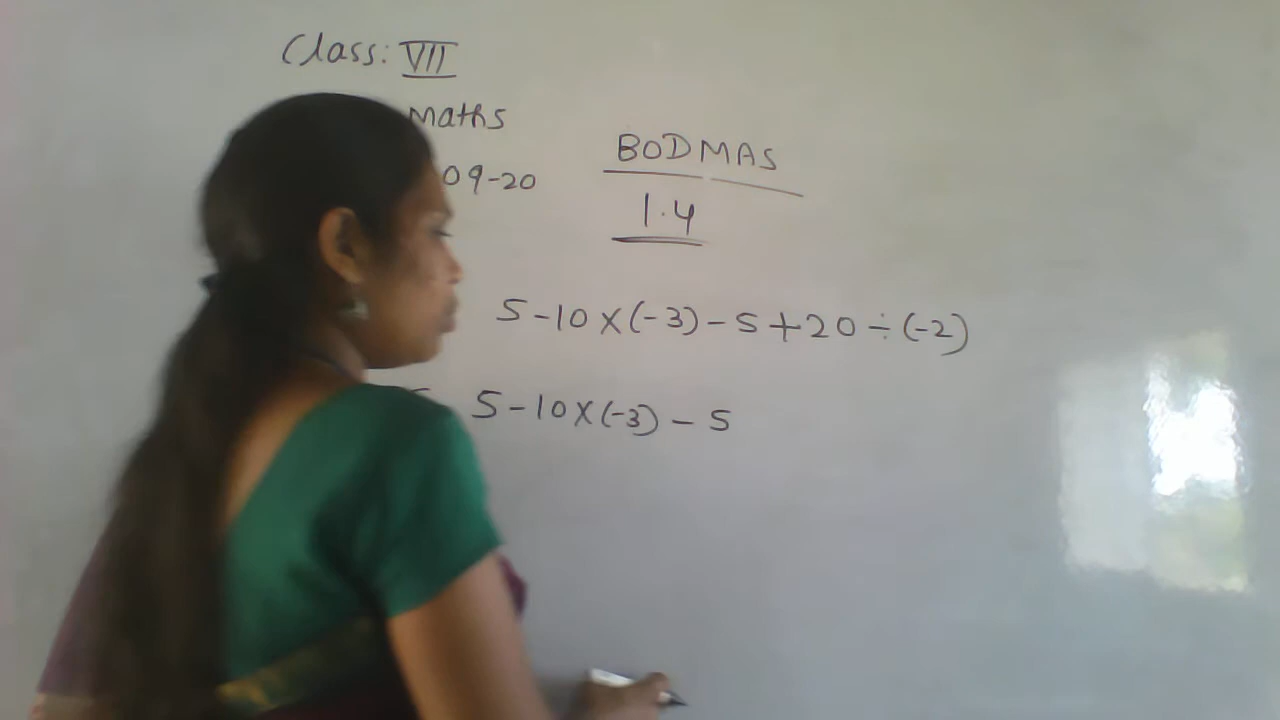 Class: VII
Maths
09-20
BODMAS
1.4
5-10×(-3)-5+20÷(-2)
5-10×(-3)-5